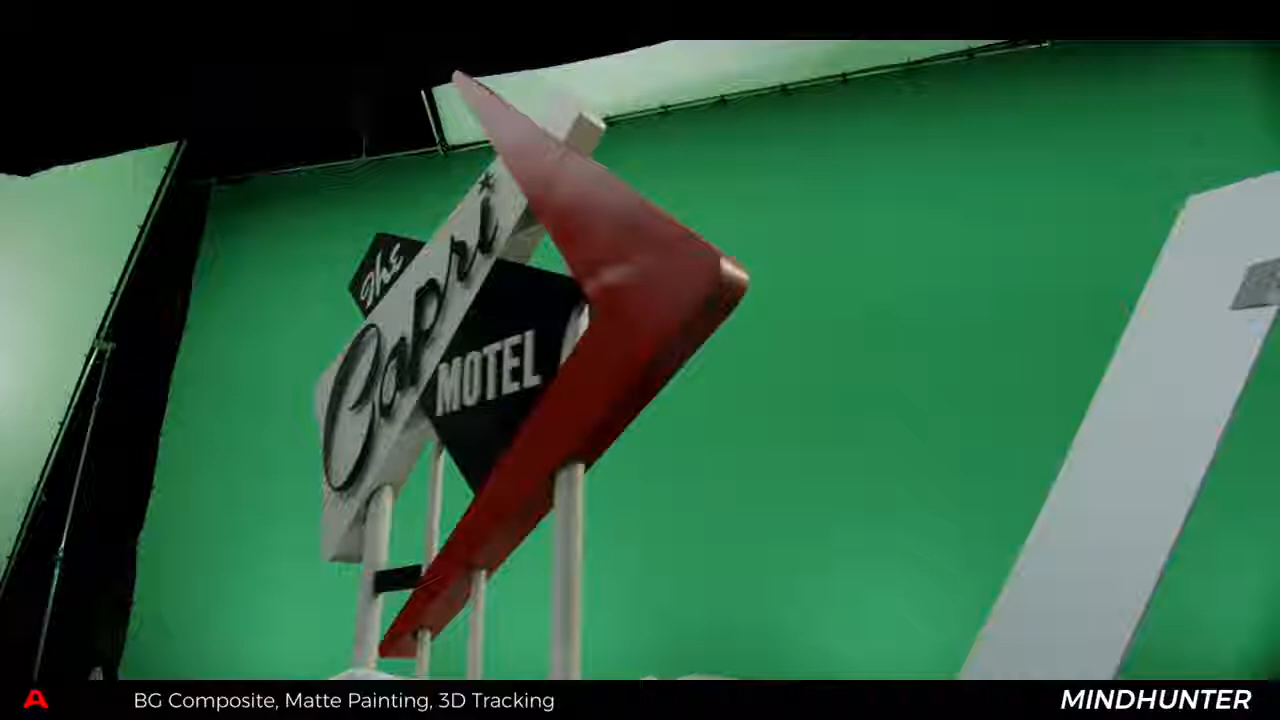 The
Capri
MOTEL
A
BG Composite, Matte Painting, 3D Tracking
MINDHUNTER